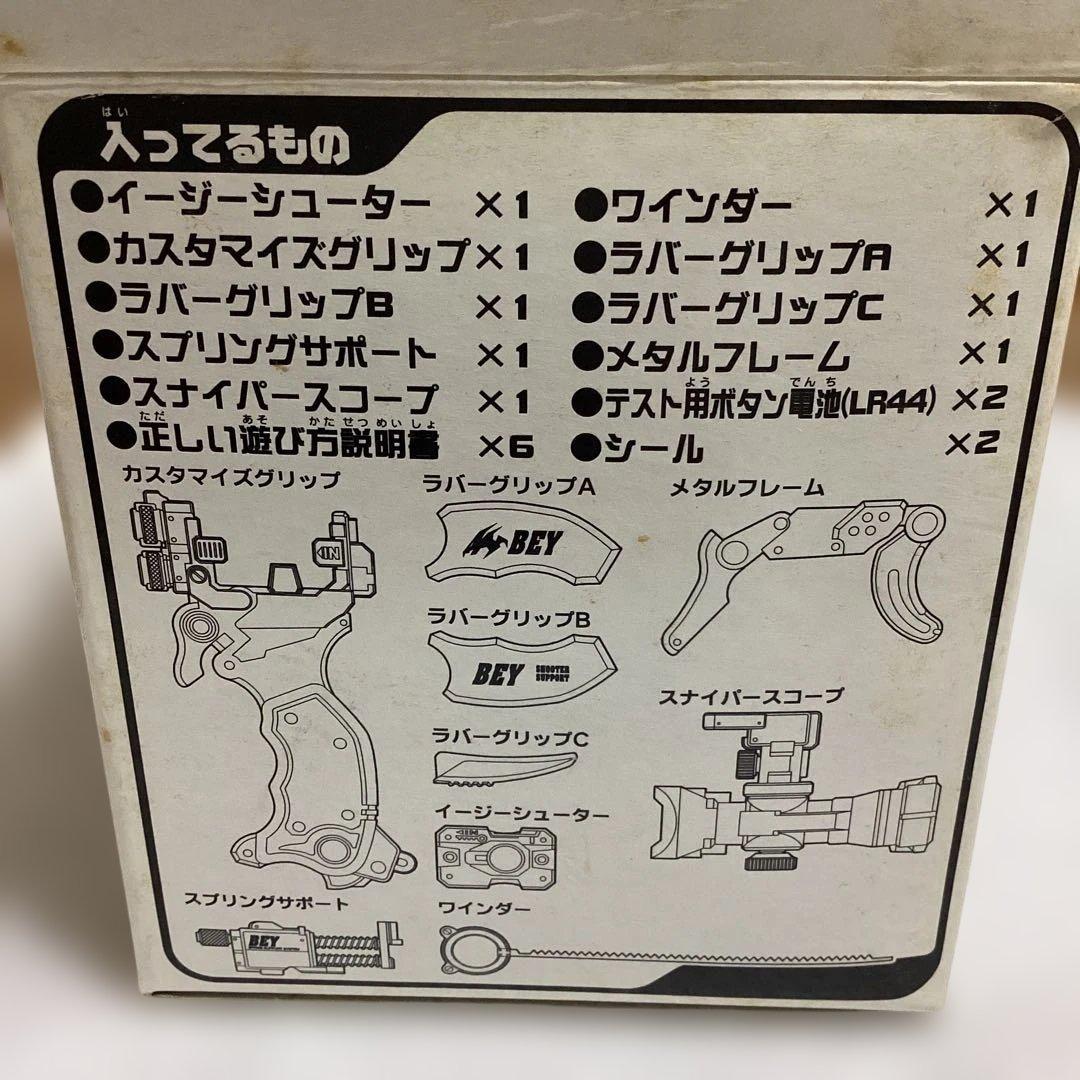 はい
入ってるもの
●イージーシューター ×1 ●ワインダー ×1
●カスタマイズグリップ ×1 ●ラバーグリップA ×1
●ラバーグリップB ×1 ●ラバーグリップC ×1
●スプリングサポート ×1 ●メタルフレーム ×1
よう でんち
●スナイパースコープ ×1 ●テスト用ボタン電池(LR44) ×2
ただ あそ かた せつ めい しょ
●正しい遊び方説明書 ×6 ●シール ×2
カスタマイズグリップ
ラバーグリップA
メタルフレーム
IN
BEY
ラバーグリップB
BEY SHOOTER
SUPPORT
スナイパースコープ
ラバーグリップC
イージーシューター
IN
スプリングサポート
ワインダー
BEY